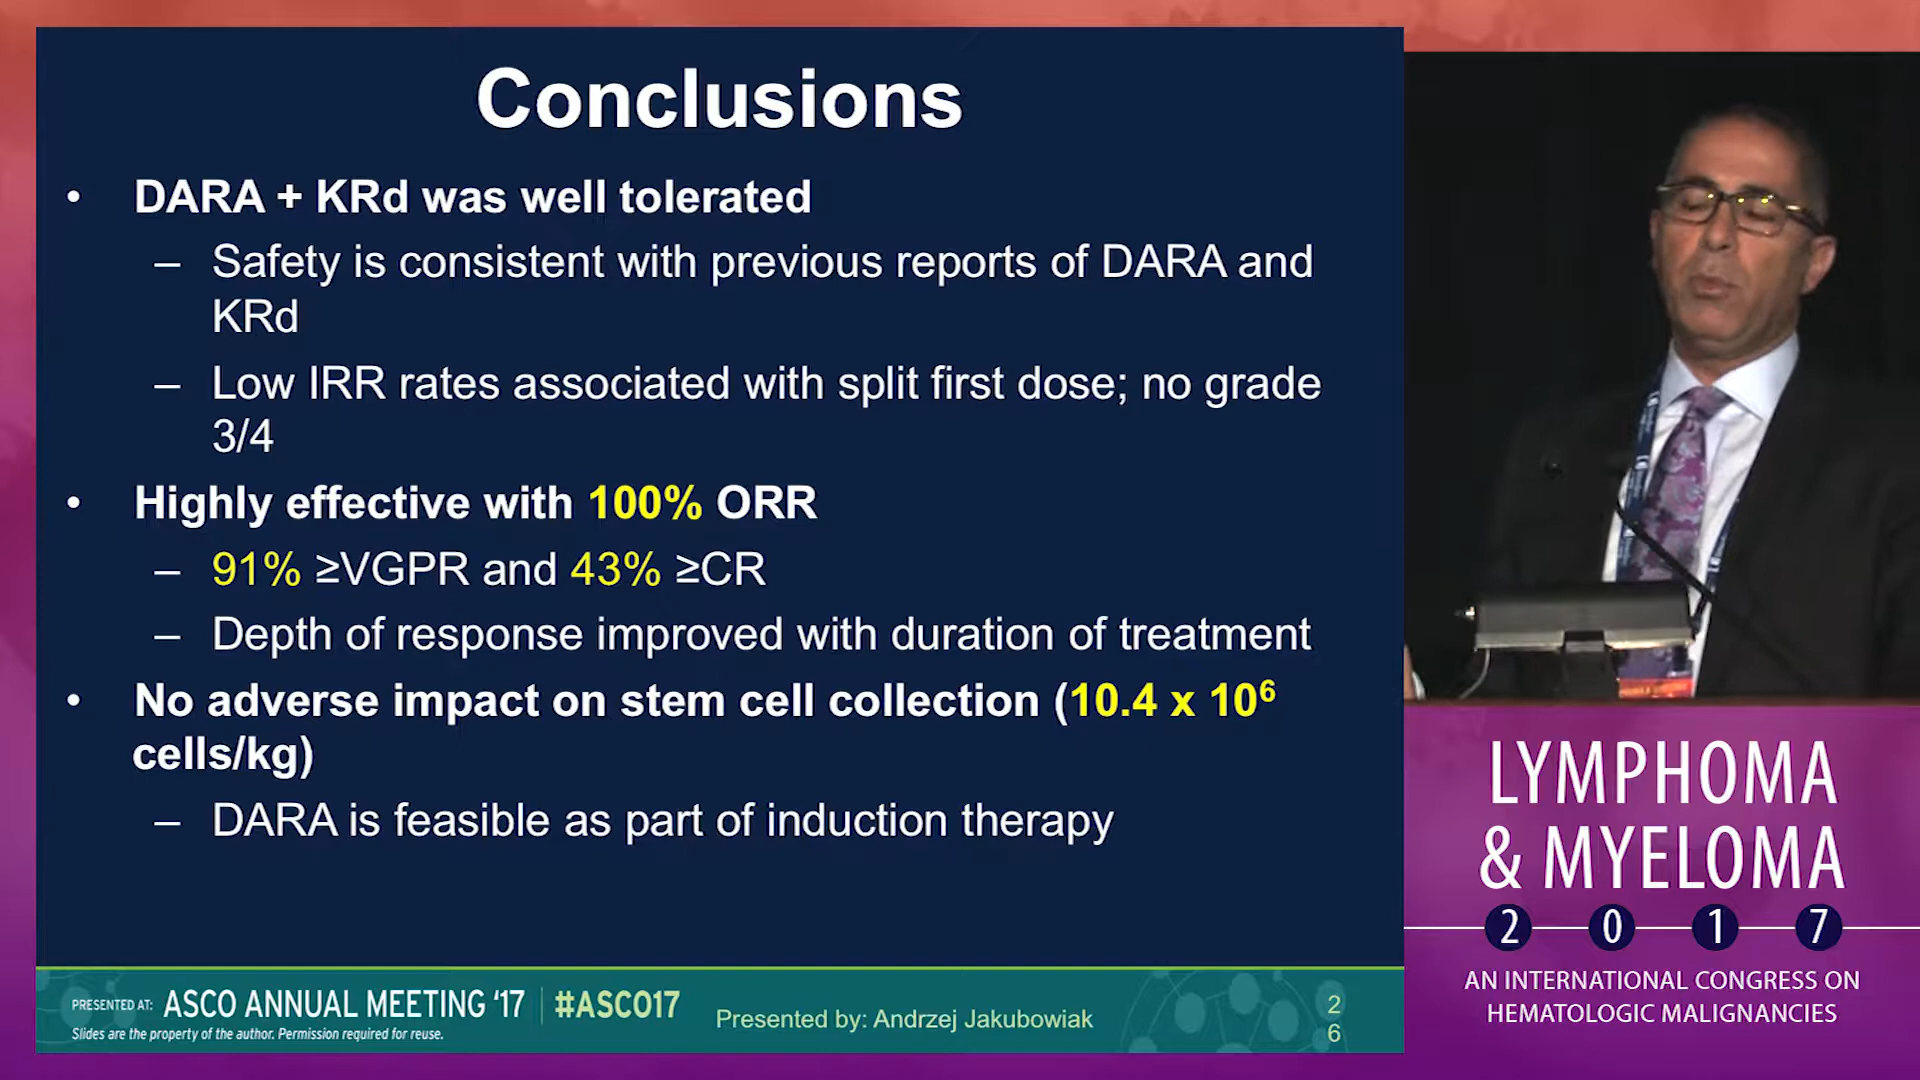 Conclusions
• DARA + KRd was well tolerated
– Safety is consistent with previous reports of DARA and
KRd
– Low IRR rates associated with split first dose; no grade
3/4
• Highly effective with 100% ORR
– 91% ≥VGPR and 43% ≥CR
– Depth of response improved with duration of treatment
• No adverse impact on stem cell collection (10.4 x 10⁶
cells/kg)
– DARA is feasible as part of induction therapy
PRESENTED AT: ASCO ANNUAL MEETING ‘17 #ASCO17
Slides are the property of the author. Permission required for reuse.
Presented by: Andrzej Jakubowiak
2
6
LYMPHOMA
& MYELOMA
2017
AN INTERNATIONAL CONGRESS ON
HEMATOLOGIC MALIGNANCIES